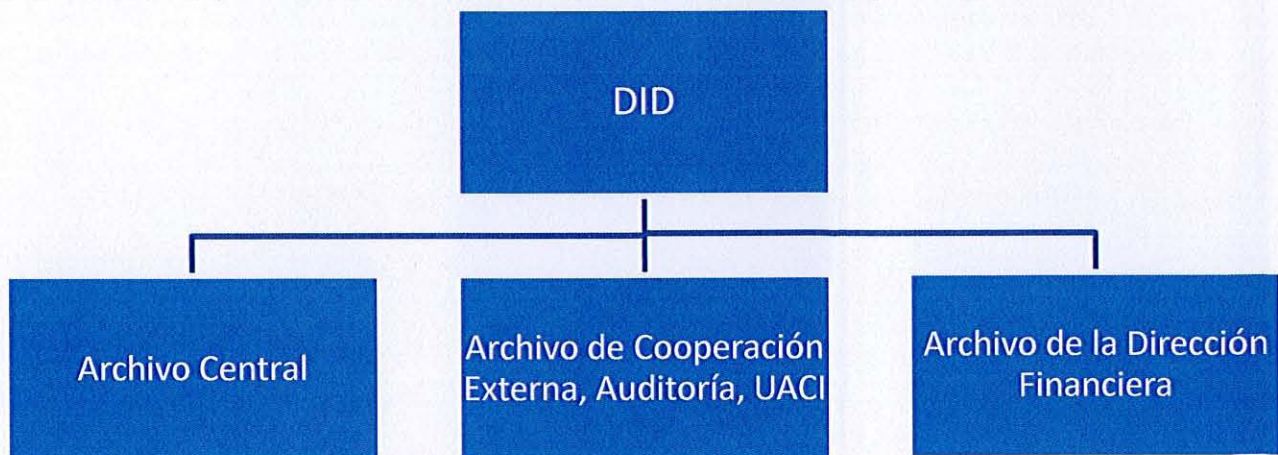 DID
Archivo Central
Archivo de Cooperación
Externa, Auditoría, UACI
Archivo de la Dirección
Financiera